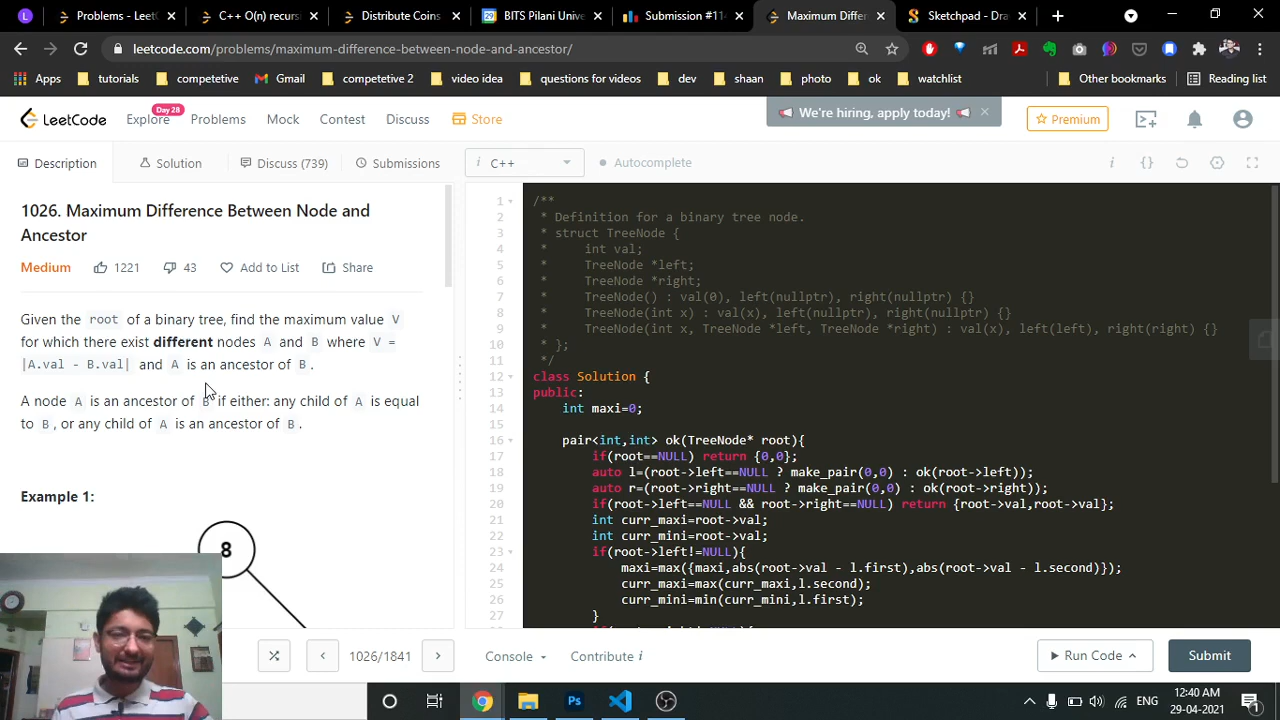 Problems - LeetC
C++ O(n) recurs
Distribute Coins
BITS Pilani Unive
Submission #11
Maximum Differ
Sketchpad - Dra
leetcode.com/problems/maximum-difference-between-node-and-ancestor/
Apps tutorials competetive Gmail competetive 2 video idea questions for videos dev shaan photo ok watchlist Other bookmarks Reading list
LeetCode Explore Day 28 Problems Mock Contest Discuss Store We're hiring, apply today! Premium
Description Solution Discuss (739) Submissions i C++ Autocomplete
1026. Maximum Difference Between Node and
Ancestor
Medium 1221 43 Add to List Share
Given the root of a binary tree, find the maximum value V
for which there exist different nodes A and B where V =
|A.val - B.val| and A is an ancestor of B.
A node A is an ancestor of B if either: any child of A is equal
to B, or any child of A is an ancestor of B.
Example 1:
8
1 /**
2 * Definition for a binary tree node.
3 * struct TreeNode {
4 * int val;
5 * TreeNode *left;
6 * TreeNode *right;
7 * TreeNode() : val(0), left(nullptr), right(nullptr) {}
8 * TreeNode(int x) : val(x), left(nullptr), right(nullptr) {}
9 * TreeNode(int x, TreeNode *left, TreeNode *right) : val(x), left(left), right(right) {}
10 * };
11 */
12 class Solution {
13 public:
14 int maxi=0;
15
16 pair<int,int> ok(TreeNode* root){
17 if(root==NULL) return {0,0};
18 auto l=(root->left==NULL ? make_pair(0,0) : ok(root->left));
19 auto r=(root->right==NULL ? make_pair(0,0) : ok(root->right));
20 if(root->left==NULL && root->right==NULL) return {root->val,root->val};
21 int curr_maxi=root->val;
22 int curr_mini=root->val;
23 if(root->left!=NULL){
24 maxi=max({maxi,abs(root->val - l.first),abs(root->val - l.second)});
25 curr_maxi=max(curr_maxi,l.second);
26 curr_mini=min(curr_mini,l.first);
27 }
1026/1841 Console Contribute i Run Code Submit
ENG 12:40 AM
29-04-2021